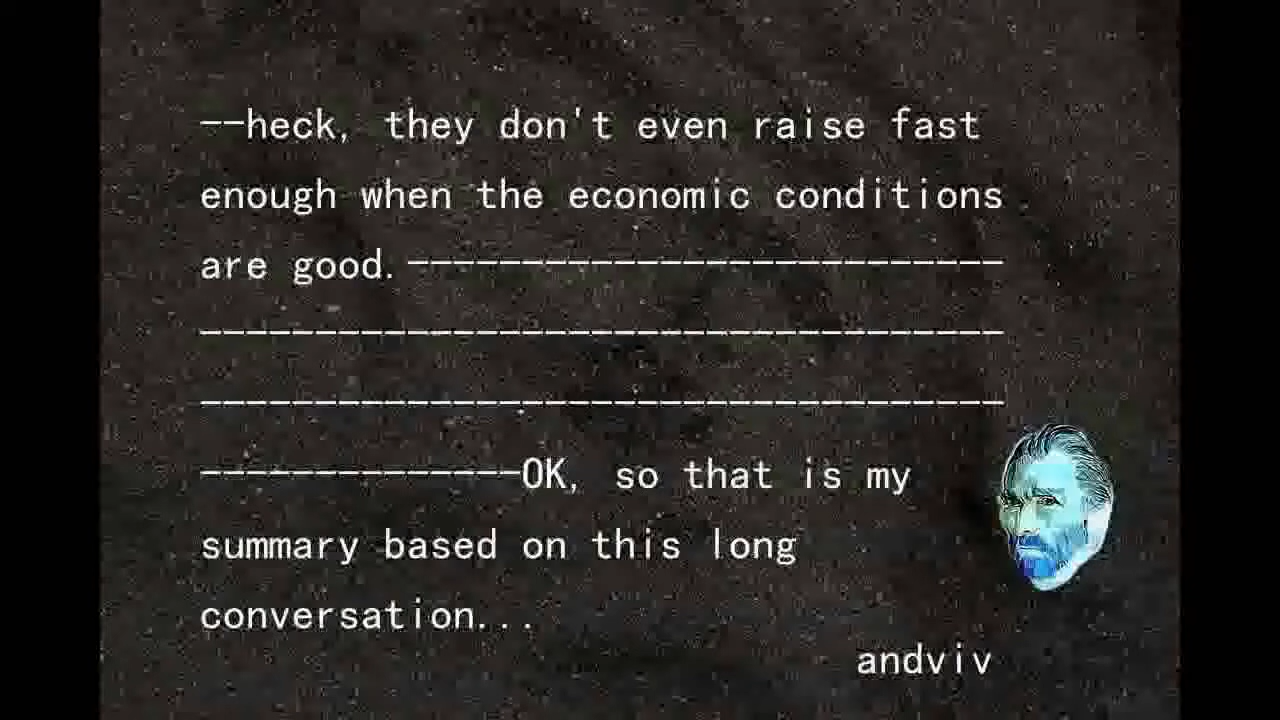 --heck, they don't even raise fast
enough when the economic conditions
are good.--------------------------
-----------------------------------
-----------------------------------
--------------OK, so that is my
summary based on this long
conversation...
andviv